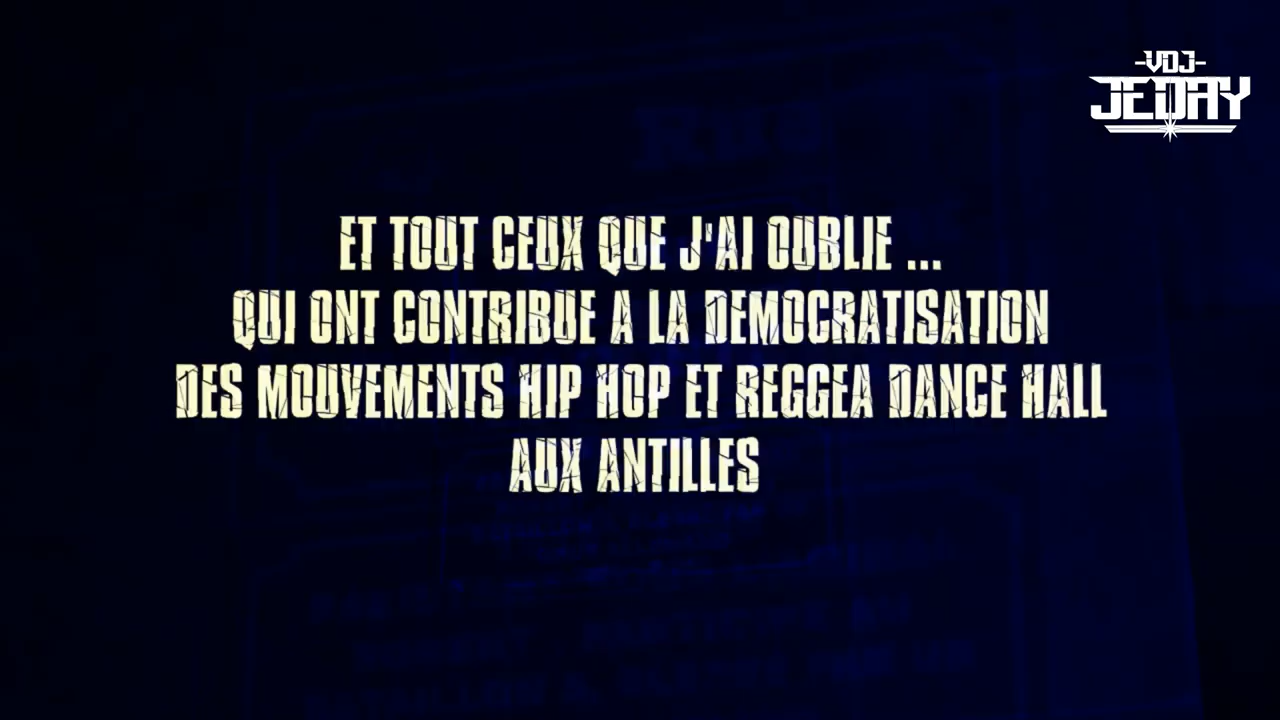 -VDJ-
JEDAY
ET TOUT CEUX QUE J'AI OUBLIE ...
QUI ONT CONTRIBUE A LA DEMOCRATISATION
DES MOUVEMENTS HIP HOP ET REGGEA DANCE HALL
AUX ANTILLES